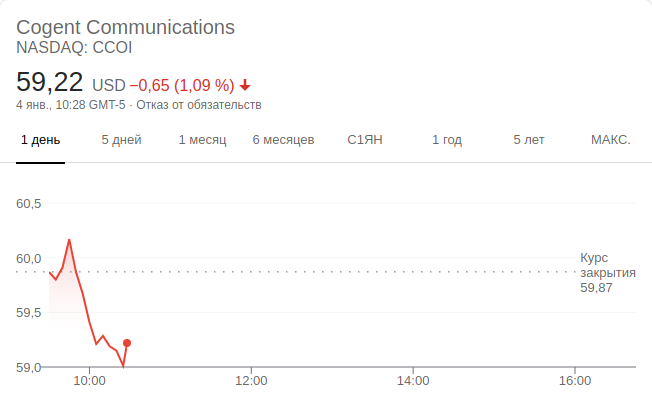 Cogent Communications
NASDAQ: CCOI
59,22 USD −0,65 (1,09 %)
4 янв., 10:28 GMT-5 · Отказ от обязательств
1 день 5 дней 1 месяц 6 месяцев С1ЯН 1 год 5 лет МАКС.
60,5
60,0
Курс
закрытия
59,87
59,5
59,0
10:00 12:00 14:00 16:00